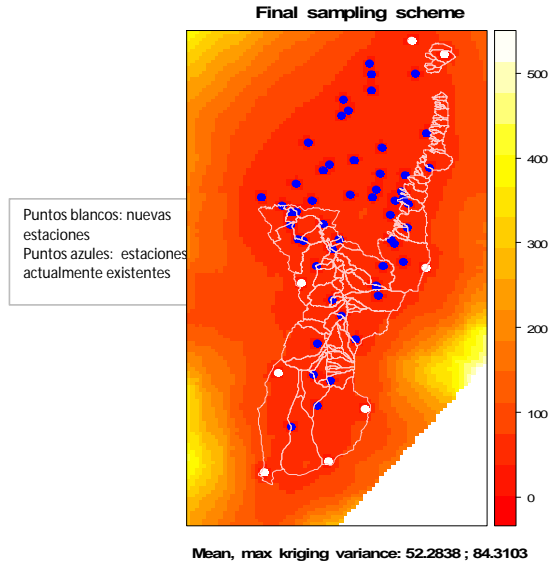 Final sampling scheme
Puntos blancos: nuevas
estaciones
Puntos azules: estaciones
actualmente existentes
500
400
300
200
100
0
Mean, max kriging variance: 52.2838 ; 84.3103